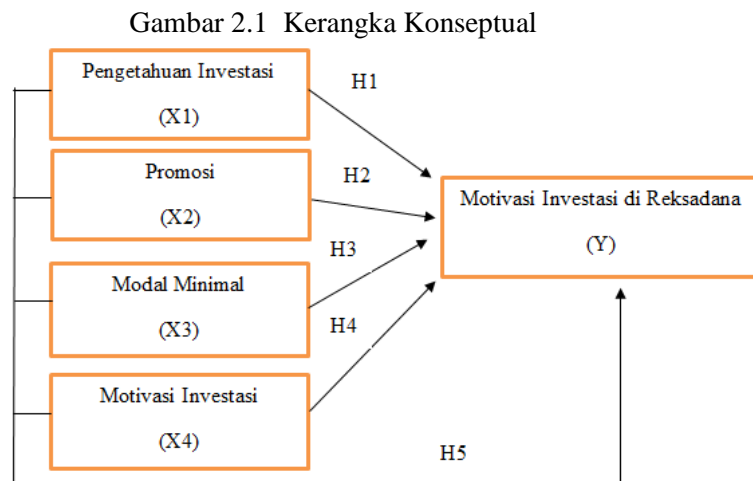 Gambar 2.1 Kerangka Konseptual
Pengetahuan Investasi
(X1)
H1
Promosi
(X2)
H2
Motivasi Investasi di Reksadana
(Y)
H3
Modal Minimal
(X3)
H4
Motivasi Investasi
(X4)
H5